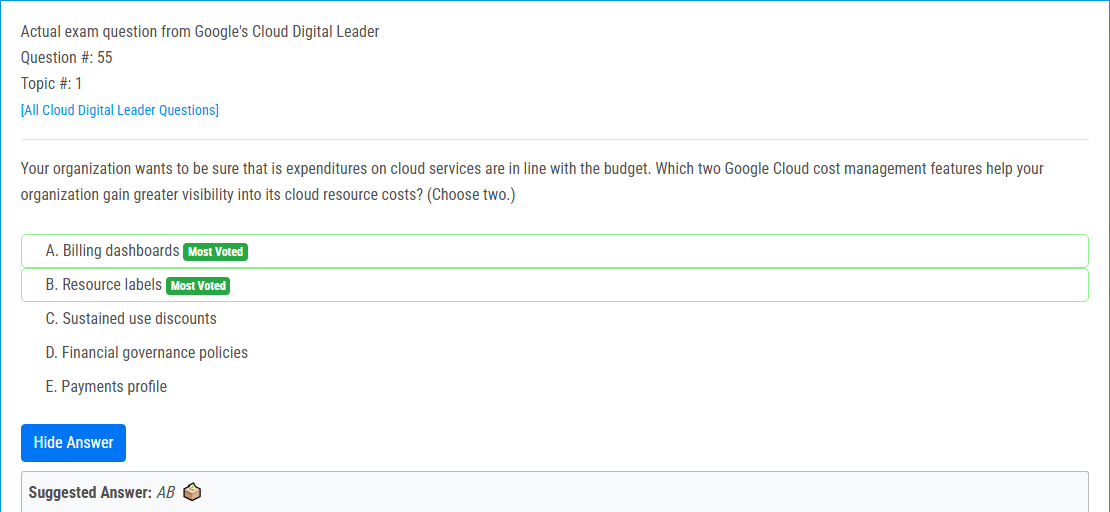 Actual exam question from Google's Cloud Digital Leader
Question #: 55
Topic #: 1
[All Cloud Digital Leader Questions]
Your organization wants to be sure that is expenditures on cloud services are in line with the budget. Which two Google Cloud cost management features help your
organization gain greater visibility into its cloud resource costs? (Choose two.)
A. Billing dashboards Most Voted
B. Resource labels Most Voted
C. Sustained use discounts
D. Financial governance policies
E. Payments profile
Hide Answer
Suggested Answer: AB